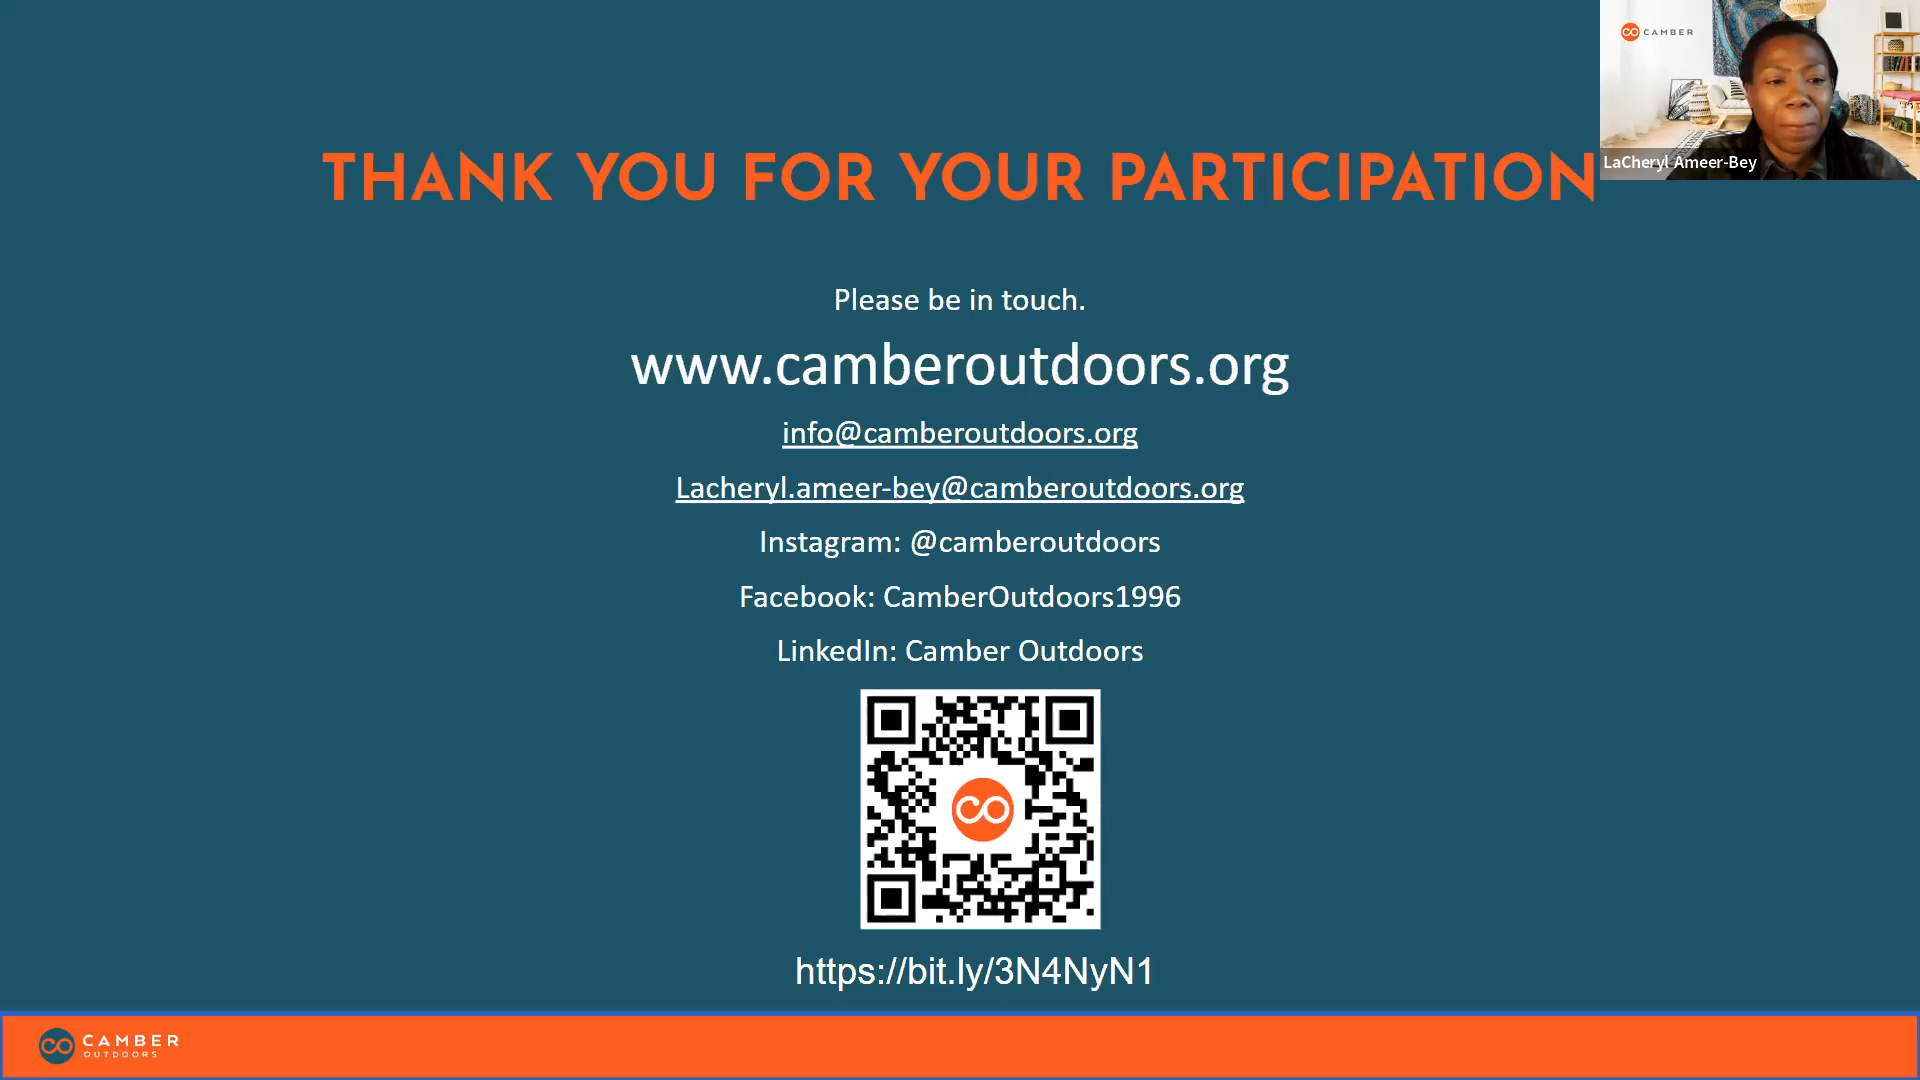 CAMBER
LaCheryl Ameer-Bey
THANK YOU FOR YOUR PARTICIPATION
Please be in touch.
www.camberoutdoors.org
info@camberoutdoors.org
Lacheryl.ameer-bey@camberoutdoors.org
Instagram: @camberoutdoors
Facebook: CamberOutdoors1996
LinkedIn: Camber Outdoors
CO
https://bit.ly/3N4NyN1
CAMBER
OUTDOORS